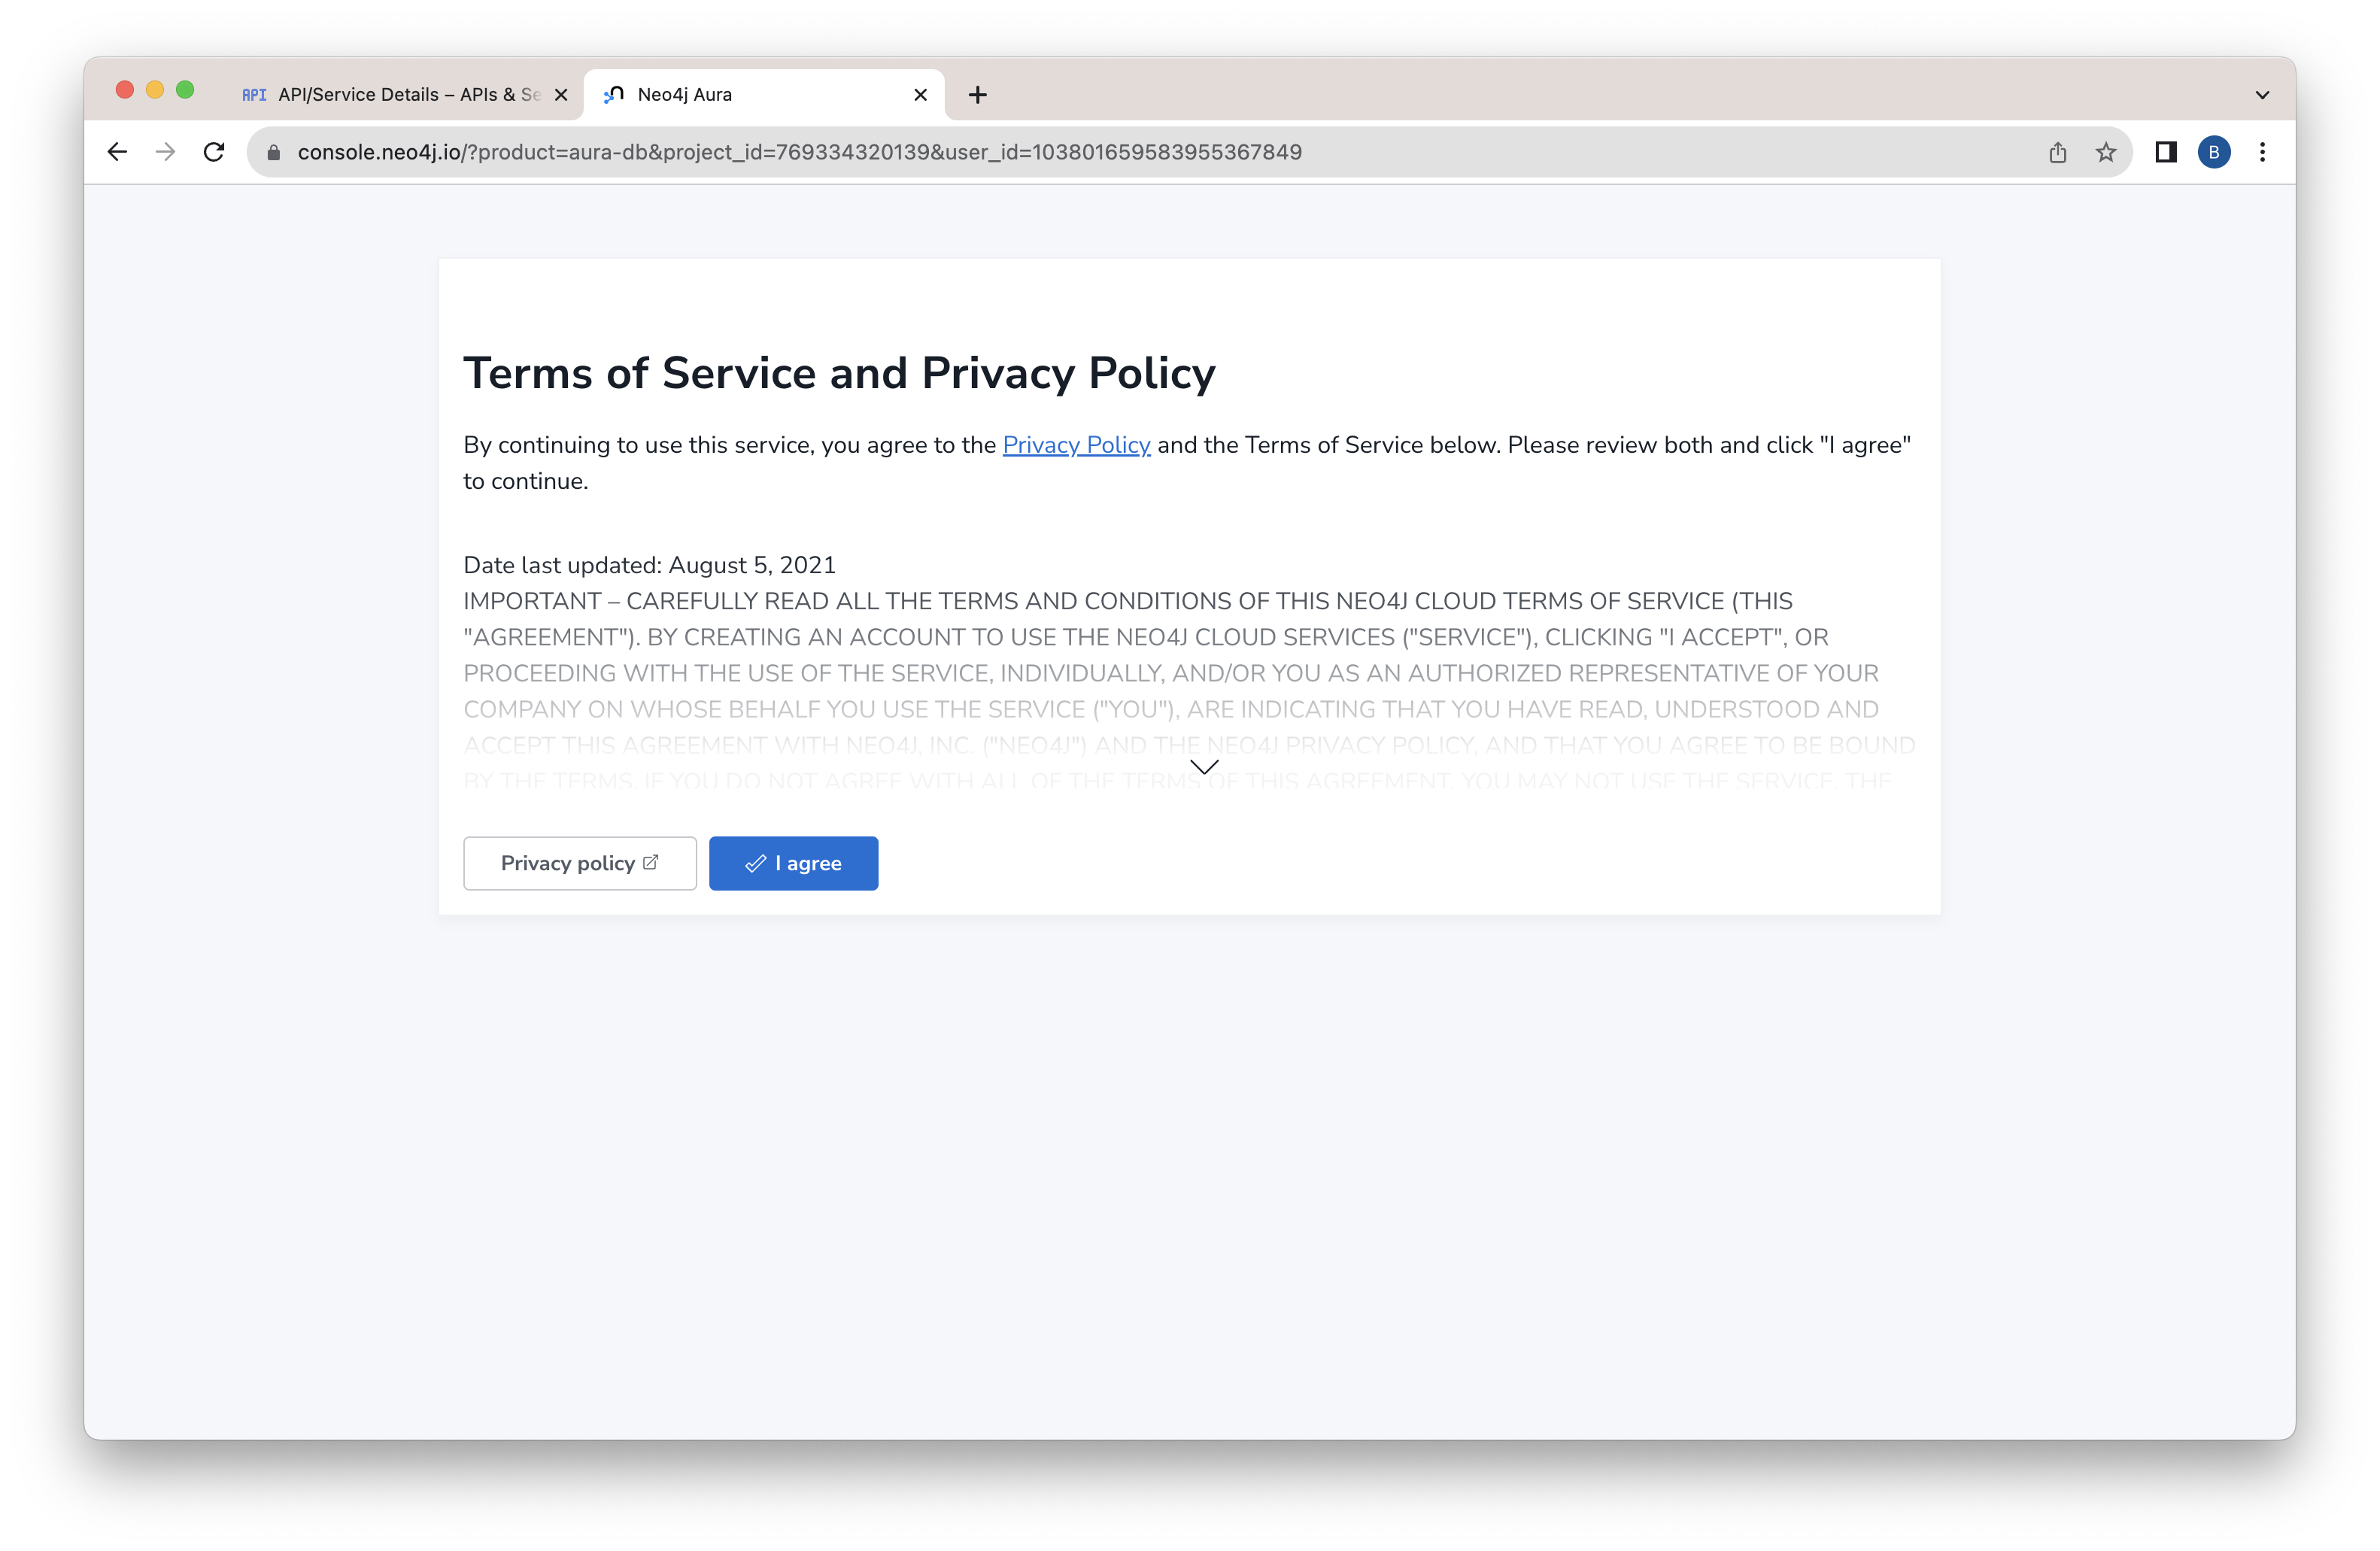 API API/Service Details – APIs & Se
Neo4j Aura
console.neo4j.io/?product=aura-db&project_id=769334320139&user_id=103801659583955367849
B
Terms of Service and Privacy Policy
By continuing to use this service, you agree to the Privacy Policy and the Terms of Service below. Please review both and click "I agree"
to continue.
Date last updated: August 5, 2021
IMPORTANT – CAREFULLY READ ALL THE TERMS AND CONDITIONS OF THIS NEO4J CLOUD TERMS OF SERVICE (THIS
"AGREEMENT"). BY CREATING AN ACCOUNT TO USE THE NEO4J CLOUD SERVICES ("SERVICE"), CLICKING "I ACCEPT", OR
PROCEEDING WITH THE USE OF THE SERVICE, INDIVIDUALLY, AND/OR YOU AS AN AUTHORIZED REPRESENTATIVE OF YOUR
COMPANY ON WHOSE BEHALF YOU USE THE SERVICE ("YOU"), ARE INDICATING THAT YOU HAVE READ, UNDERSTOOD AND
ACCEPT THIS AGREEMENT WITH NEO4J, INC. ("NEO4J") AND THE NEO4J PRIVACY POLICY, AND THAT YOU AGREE TO BE BOUND
BY THE TERMS. IF YOU DO NOT AGREE WITH ALL OF THE TERMS OF THIS AGREEMENT, YOU MAY NOT USE THE SERVICE. THE
Privacy policy
I agree